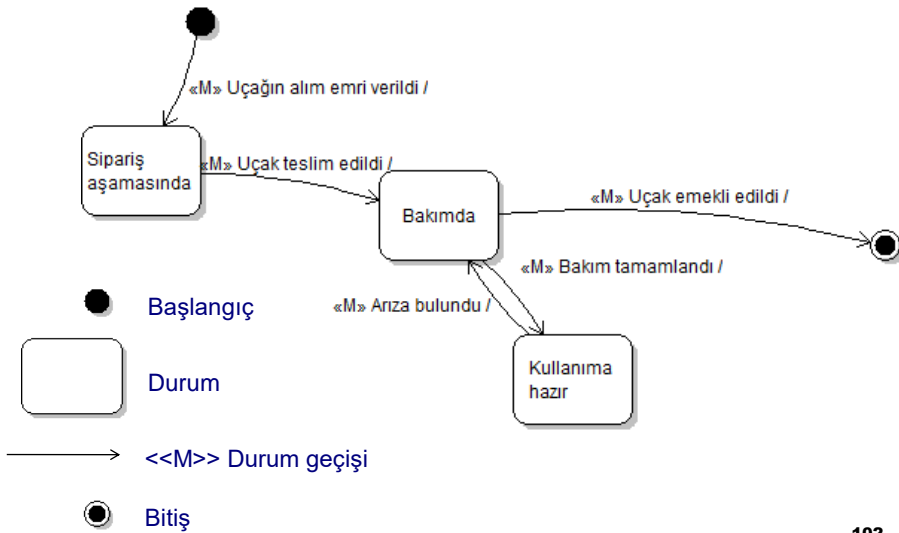 «M» Uçağın alım emri verildi /
Sipariş
aşamasında
«M» Uçak teslim edildi /
Bakımda
«M» Uçak emekli edildi /
«M» Bakım tamamlandı /
«M» Arıza bulundu /
Kullanıma
hazır
Başlangıç
Durum
<<M>> Durum geçişi
Bitiş